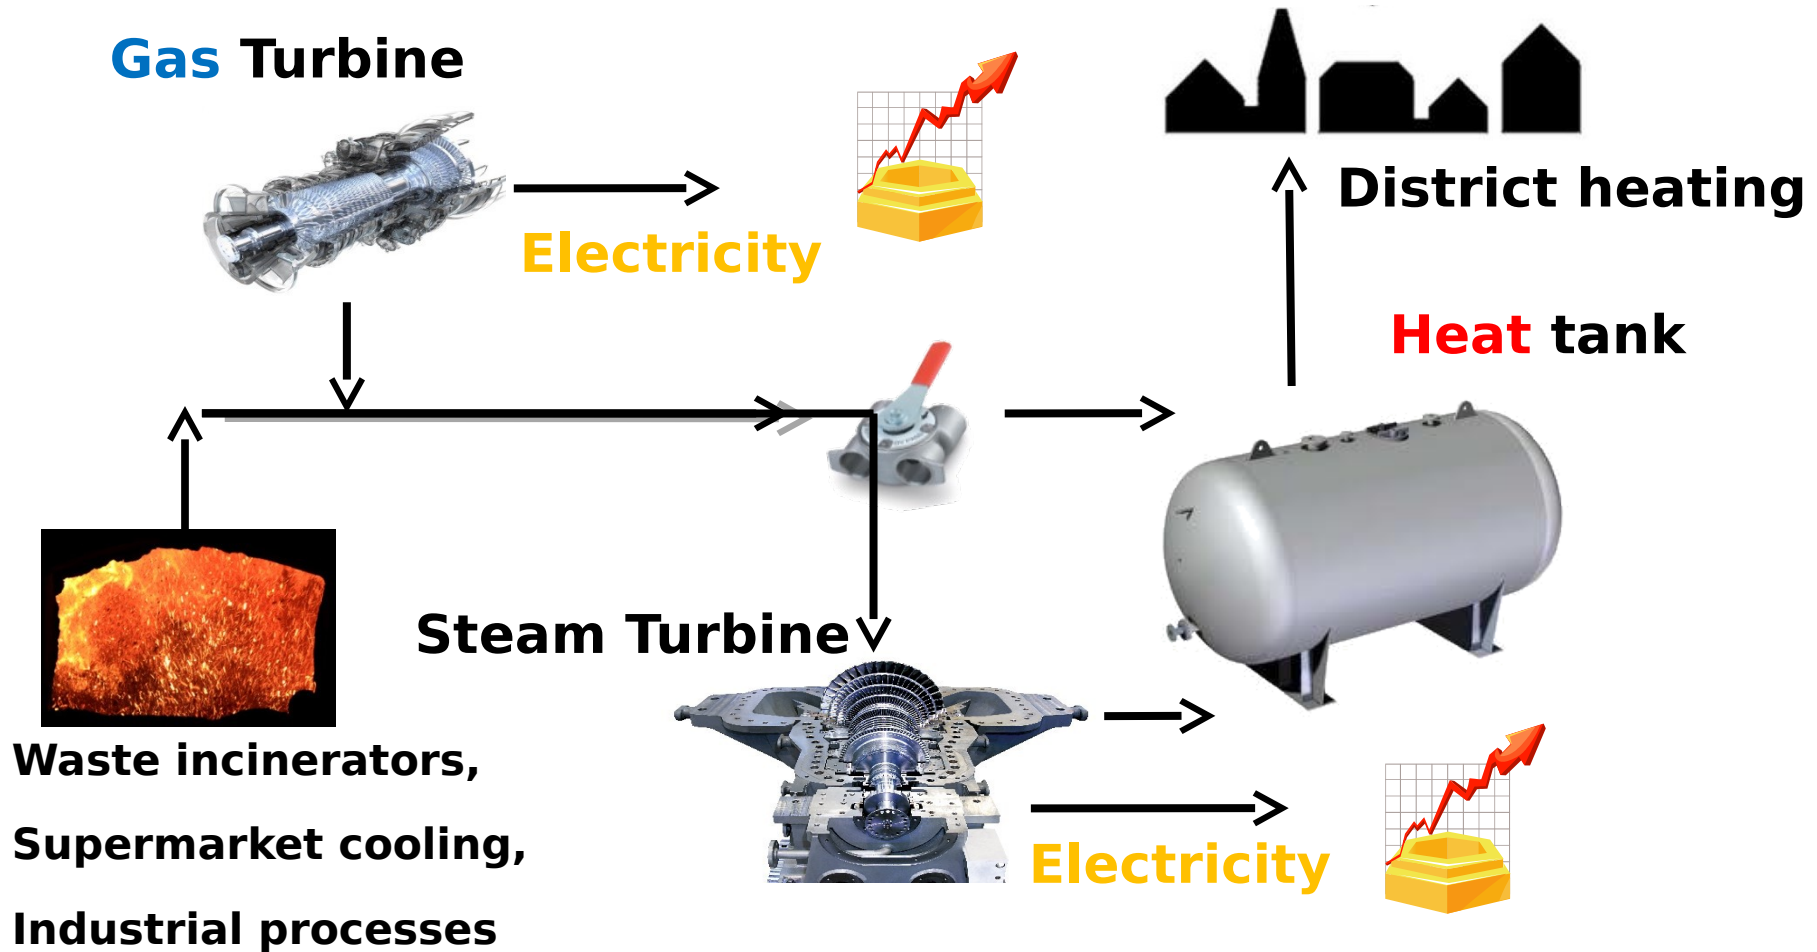 Gas Turbine
Electricity
District heating
Heat tank
Steam Turbine
Waste incinerators,
Supermarket cooling,
Industrial processes
Electricity